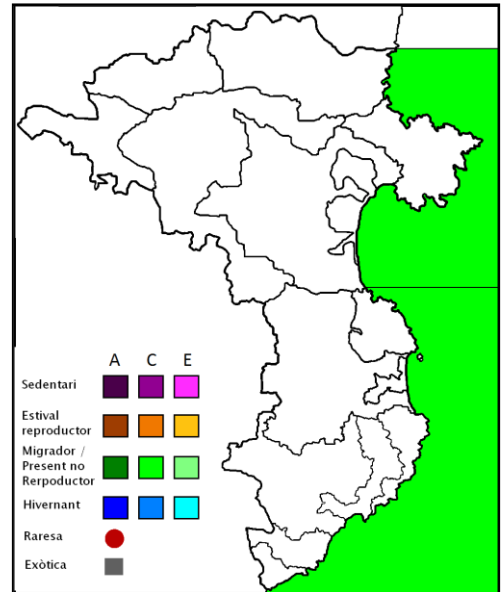 A C E
Sedentari
Estival
reproductor
Migrador /
Present no
Rerpoductor
Hivernant
Raresa
Exòtica